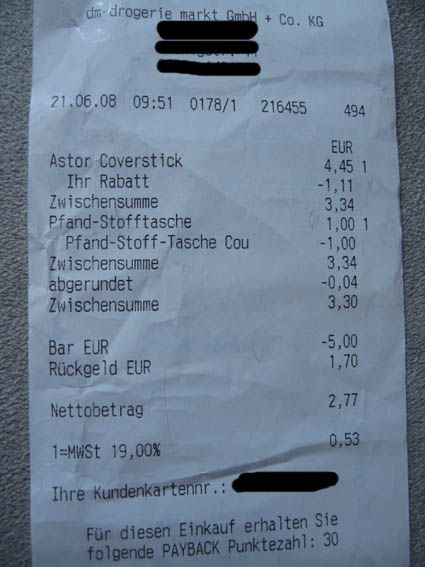 dm-drogerie markt GmbH + Co. KG
21.06.08 09:51 0178/1 216455 494
EUR
Astor Coverstick 4,45 1
Ihr Rabatt -1,11
Zwischensumme 3,34
Pfand-Stofftasche 1,00 1
Pfand-Stoff-Tasche Cou -1,00
Zwischensumme 3,34
abgerundet -0,04
Zwischensumme 3,30
Bar EUR -5,00
Rückgeld EUR 1,70
Nettobetrag 2,77
1=MWSt 19,00% 0,53
Ihre Kundenkartennr.:
Für diesen Einkauf erhalten Sie
folgende PAYBACK Punktezahl: 30